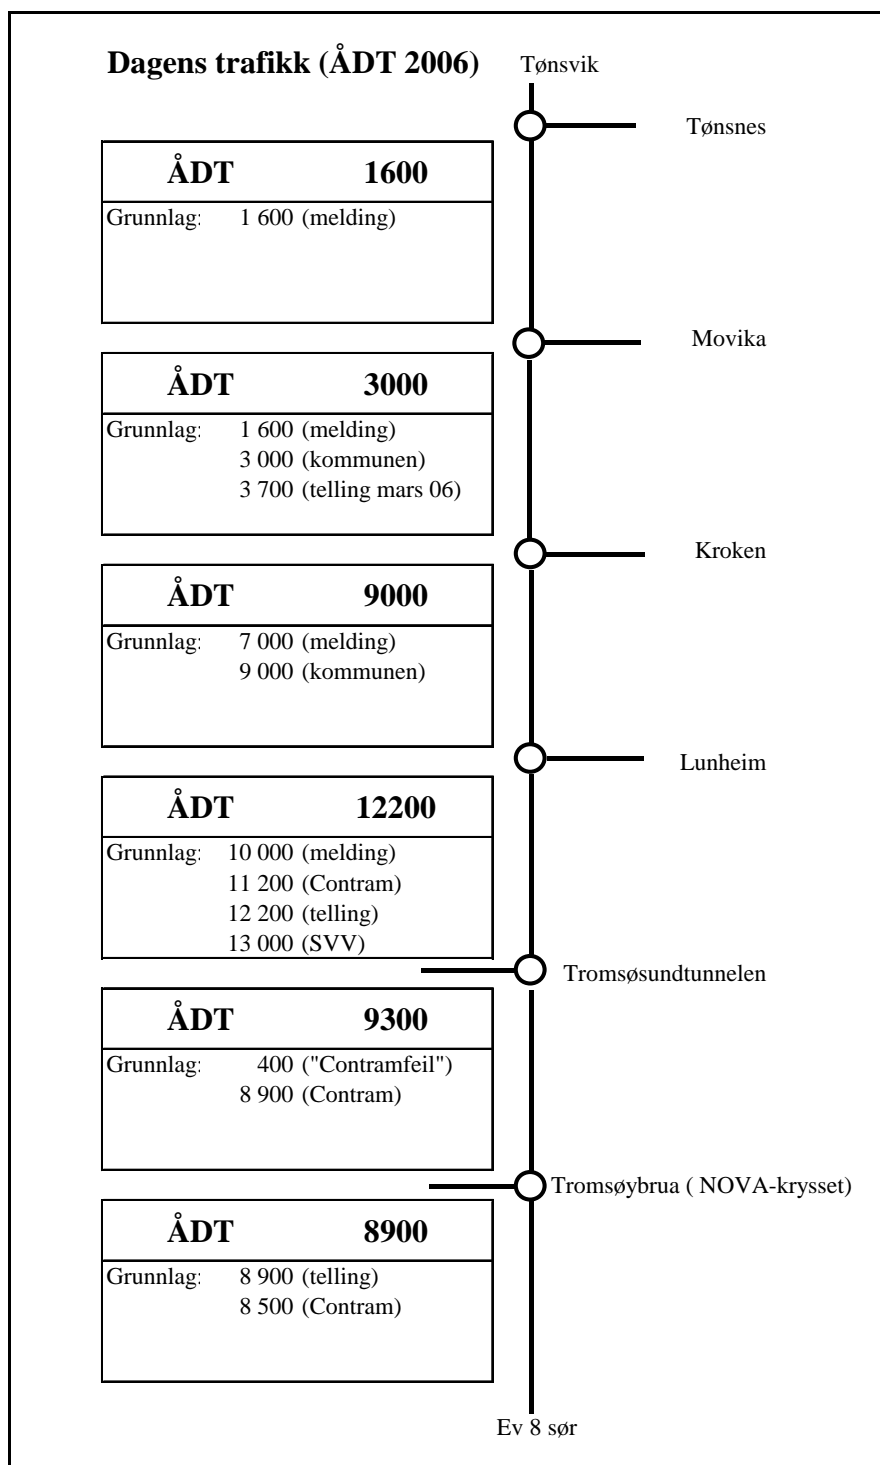 Dagens trafikk (ÅDT 2006)
Tønsvik
Tønsnes
ÅDT 1600
Grunnlag: 1 600 (melding)
Movika
ÅDT 3000
Grunnlag: 1 600 (melding)
3 000 (kommunen)
3 700 (telling mars 06)
Kroken
ÅDT 9000
Grunnlag: 7 000 (melding)
9 000 (kommunen)
Lunheim
ÅDT 12200
Grunnlag: 10 000 (melding)
11 200 (Contram)
12 200 (telling)
13 000 (SVV)
Tromsøsundtunnelen
ÅDT 9300
Grunnlag: 400 ("Contramfeil")
8 900 (Contram)
Tromsøybrua ( NOVA-krysset)
ÅDT 8900
Grunnlag: 8 900 (telling)
8 500 (Contram)
Ev 8 sør